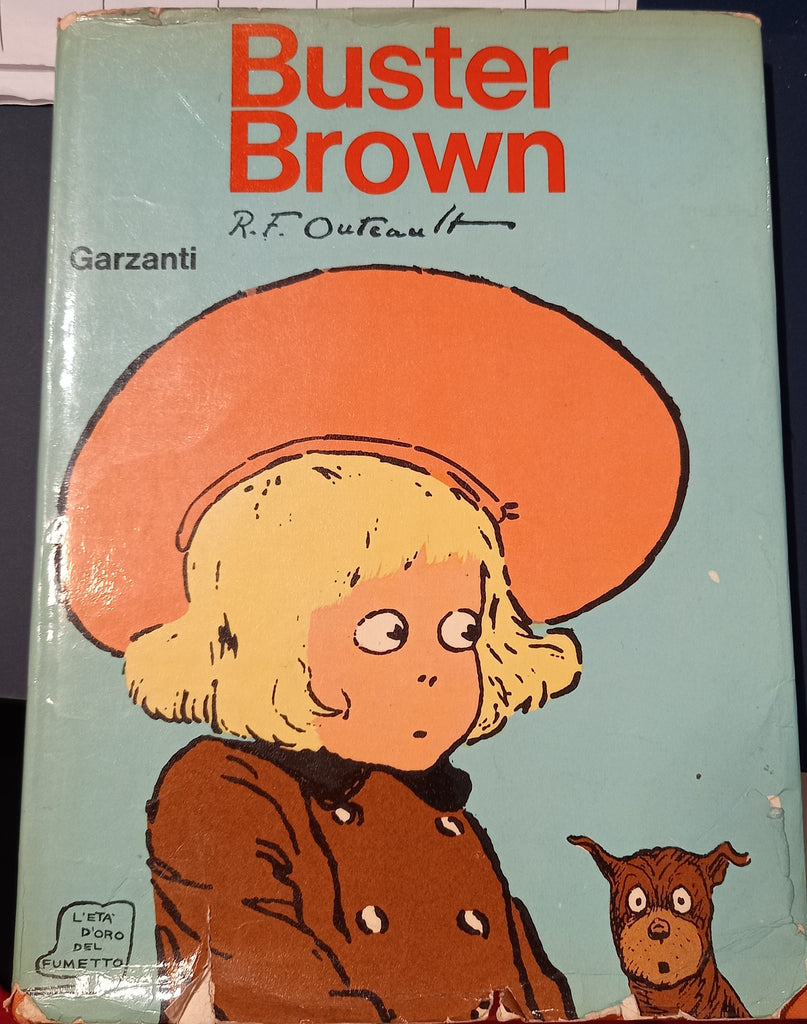 Buster
Brown
R.F. Outcault
Garzanti
L'ETA'
D'ORO
DEL
FUMETTO